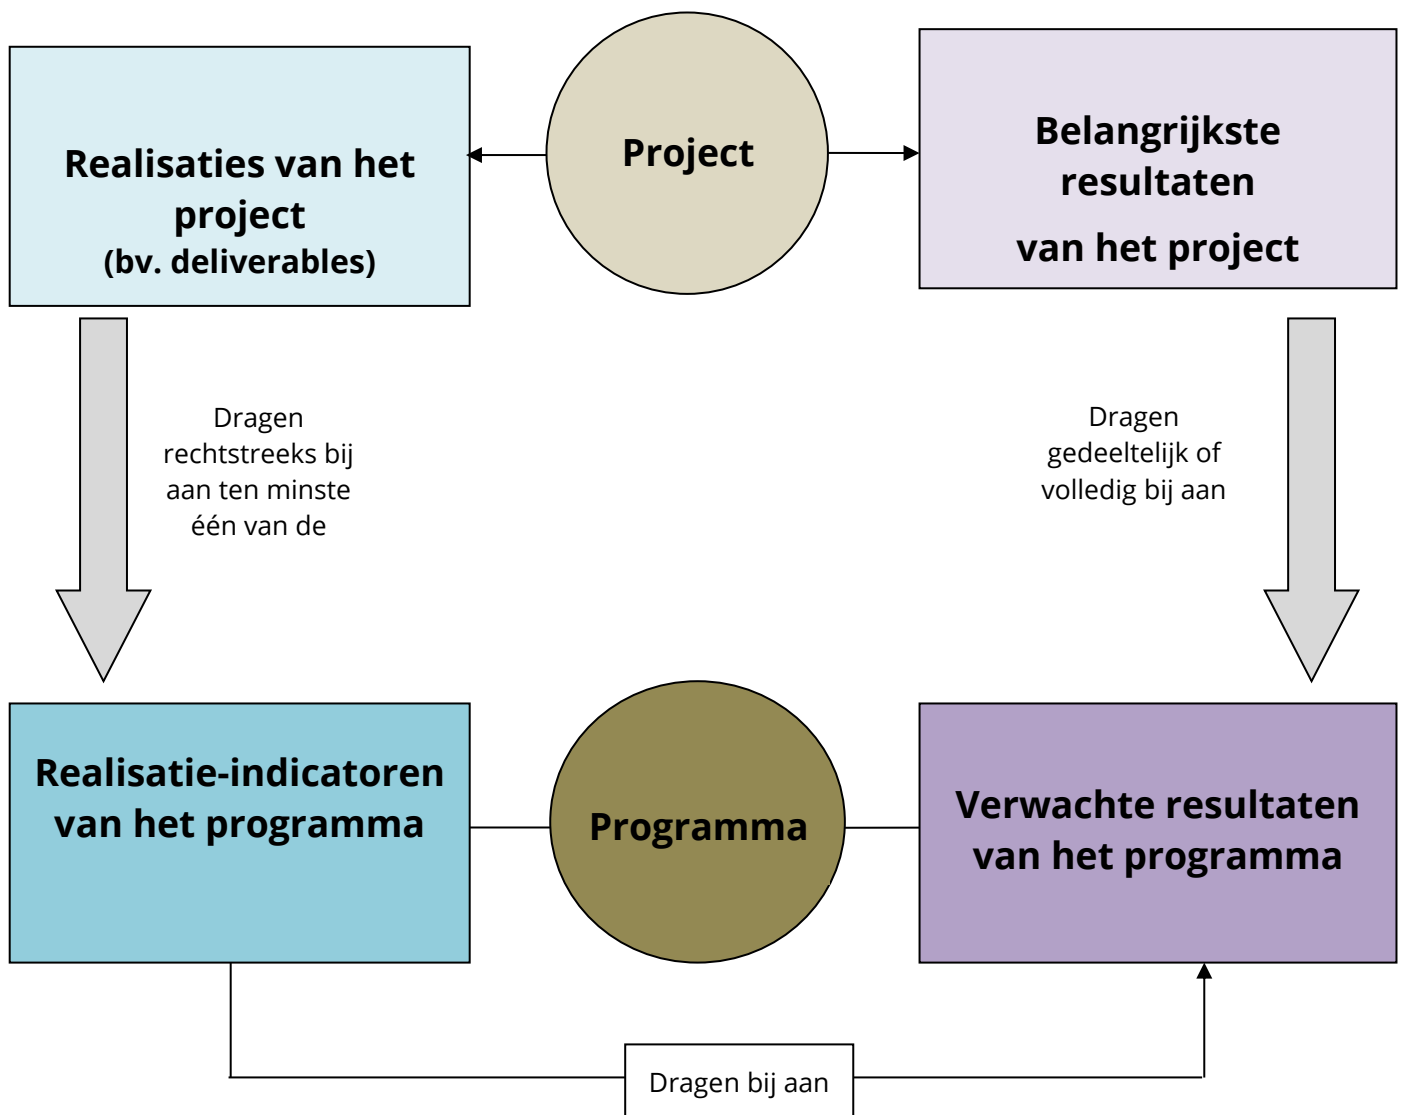 Realisaties van het
project
(bv. deliverables)
Project
Belangrijkste
resultaten
van het project
Dragen
rechtstreeks bij
aan ten minste
één van de
Dragen
gedeeltelijk of
volledig bij aan
Realisatie-indicatoren
van het programma
Programma
Verwachte resultaten
van het programma
Dragen bij aan